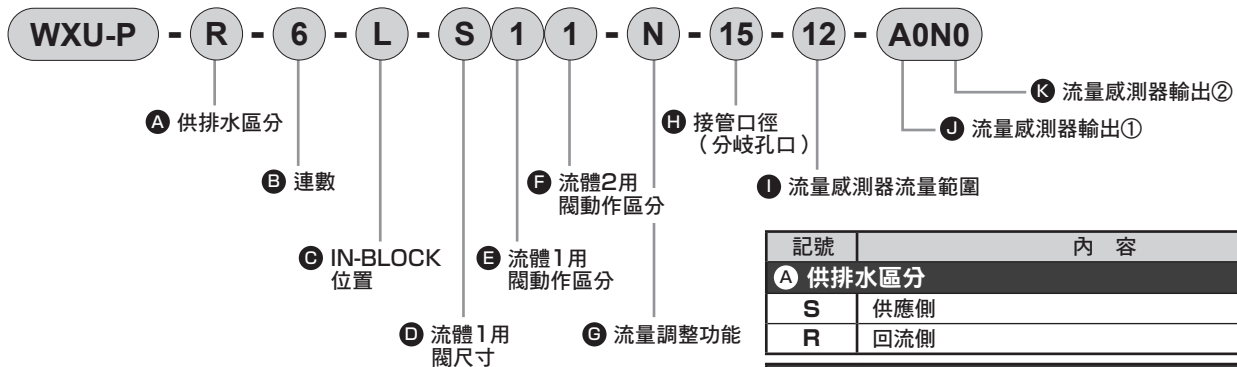 WXU-P - R - 6 - L - S 1 1 - N - 15 - 12 - A0N0
K 流量感測器輸出②
J 流量感測器輸出①
A 供排水區分
H 接管口徑
(分岐孔口)
B 連數
F 流體2用
閥動作區分
I 流量感測器流量範圍
C IN-BLOCK
位置
E 流體1用
閥動作區分
D 流體1用
閥尺寸
G 流量調整功能
記號 內 容
A 供排水區分
S 供應側
R 回流側